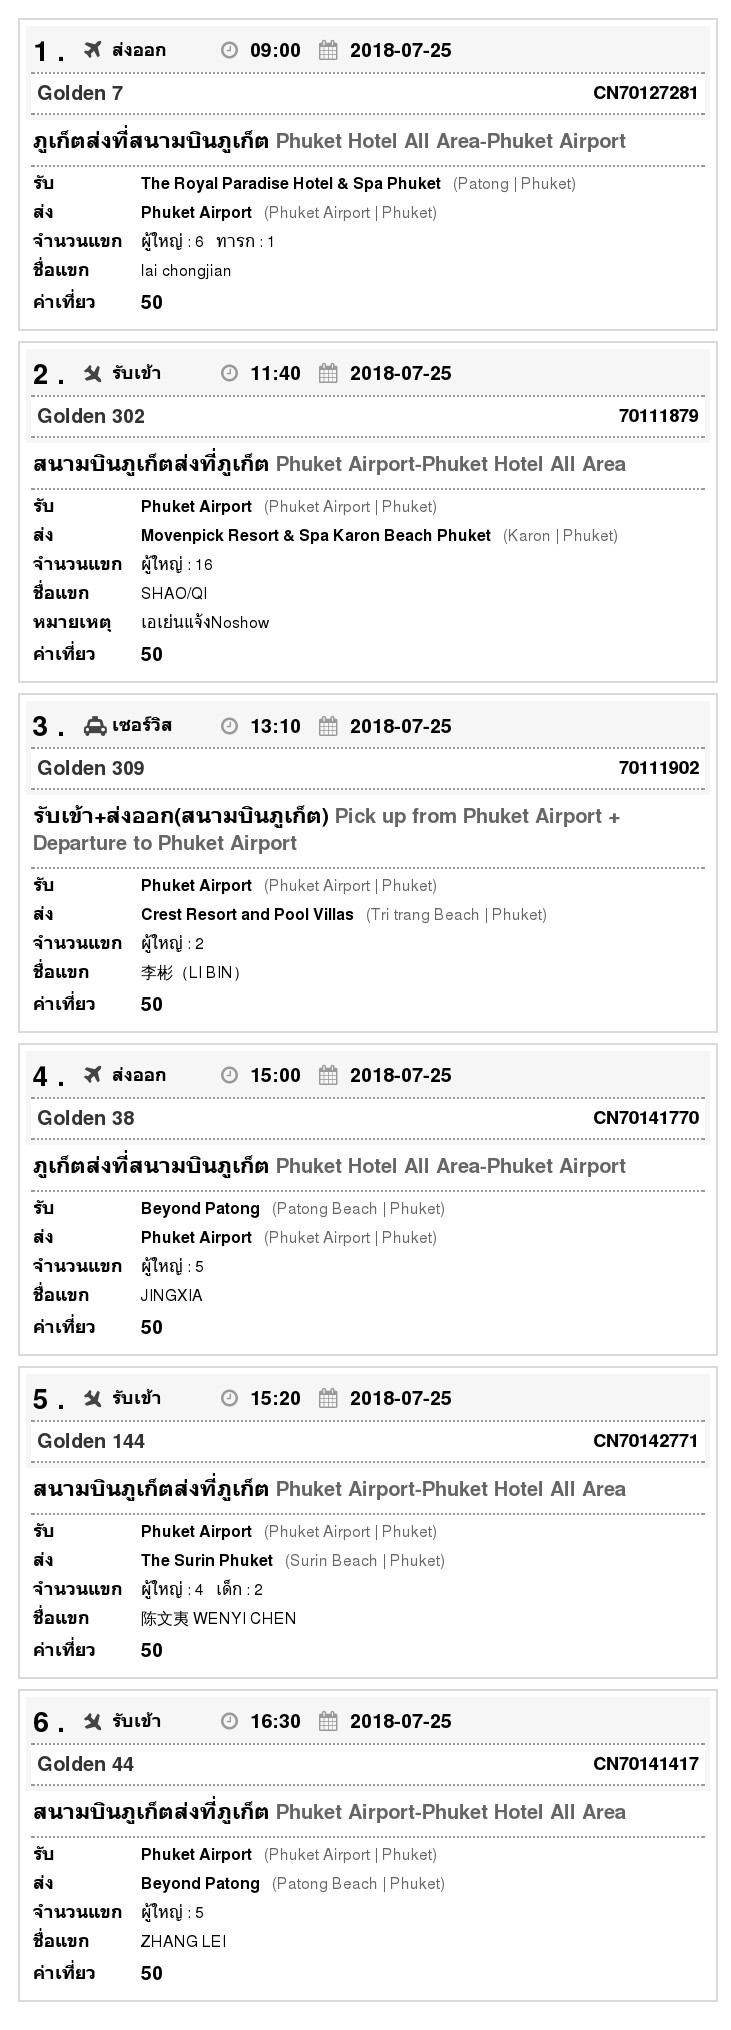 1 . ส่งออก 09:00 2018-07-25
Golden 7 CN70127281
ภูเก็ตส่งที่สนามบินภูเก็ต Phuket Hotel All Area-Phuket Airport
รับ The Royal Paradise Hotel & Spa Phuket (Patong | Phuket)
ส่ง Phuket Airport (Phuket Airport | Phuket)
จำนวนแขก ผู้ใหญ่ : 6 ทารก : 1
ชื่อแขก lai chongjian
ค่าเที่ยว 50
2 . รับเข้า 11:40 2018-07-25
Golden 302 70111879
สนามบินภูเก็ตส่งที่ภูเก็ต Phuket Airport-Phuket Hotel All Area
รับ Phuket Airport (Phuket Airport | Phuket)
ส่ง Movenpick Resort & Spa Karon Beach Phuket (Karon | Phuket)
จำนวนแขก ผู้ใหญ่ : 16
ชื่อแขก SHAO/QI
หมายเหตุ เอเย่นแจ้งNoshow
ค่าเที่ยว 50
3 . เซอร์วิส 13:10 2018-07-25
Golden 309 70111902
รับเข้า+ส่งออก(สนามบินภูเก็ต) Pick up from Phuket Airport +
Departure to Phuket Airport
รับ Phuket Airport (Phuket Airport | Phuket)
ส่ง Crest Resort and Pool Villas (Tri trang Beach | Phuket)
จำนวนแขก ผู้ใหญ่ : 2
ชื่อแขก 李彬（LI BIN）
ค่าเที่ยว 50
4 . ส่งออก 15:00 2018-07-25
Golden 38 CN70141770
ภูเก็ตส่งที่สนามบินภูเก็ต Phuket Hotel All Area-Phuket Airport
รับ Beyond Patong (Patong Beach | Phuket)
ส่ง Phuket Airport (Phuket Airport | Phuket)
จำนวนแขก ผู้ใหญ่ : 5
ชื่อแขก JINGXIA
ค่าเที่ยว 50
5 . รับเข้า 15:20 2018-07-25
Golden 144 CN70142771
สนามบินภูเก็ตส่งที่ภูเก็ต Phuket Airport-Phuket Hotel All Area
รับ Phuket Airport (Phuket Airport | Phuket)
ส่ง The Surin Phuket (Surin Beach | Phuket)
จำนวนแขก ผู้ใหญ่ : 4 เด็ก : 2
ชื่อแขก 陈文夷 WENYI CHEN
ค่าเที่ยว 50
6 . รับเข้า 16:30 2018-07-25
Golden 44 CN70141417
สนามบินภูเก็ตส่งที่ภูเก็ต Phuket Airport-Phuket Hotel All Area
รับ Phuket Airport (Phuket Airport | Phuket)
ส่ง Beyond Patong (Patong Beach | Phuket)
จำนวนแขก ผู้ใหญ่ : 5
ชื่อแขก ZHANG LEI
ค่าเที่ยว 50